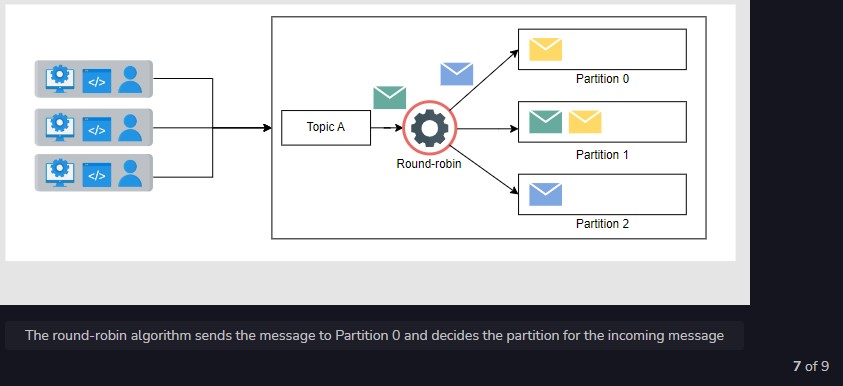 </>
</>
</>
Topic A
Round-robin
Partition 0
Partition 1
Partition 2
The round-robin algorithm sends the message to Partition 0 and decides the partition for the incoming message
7 of 9